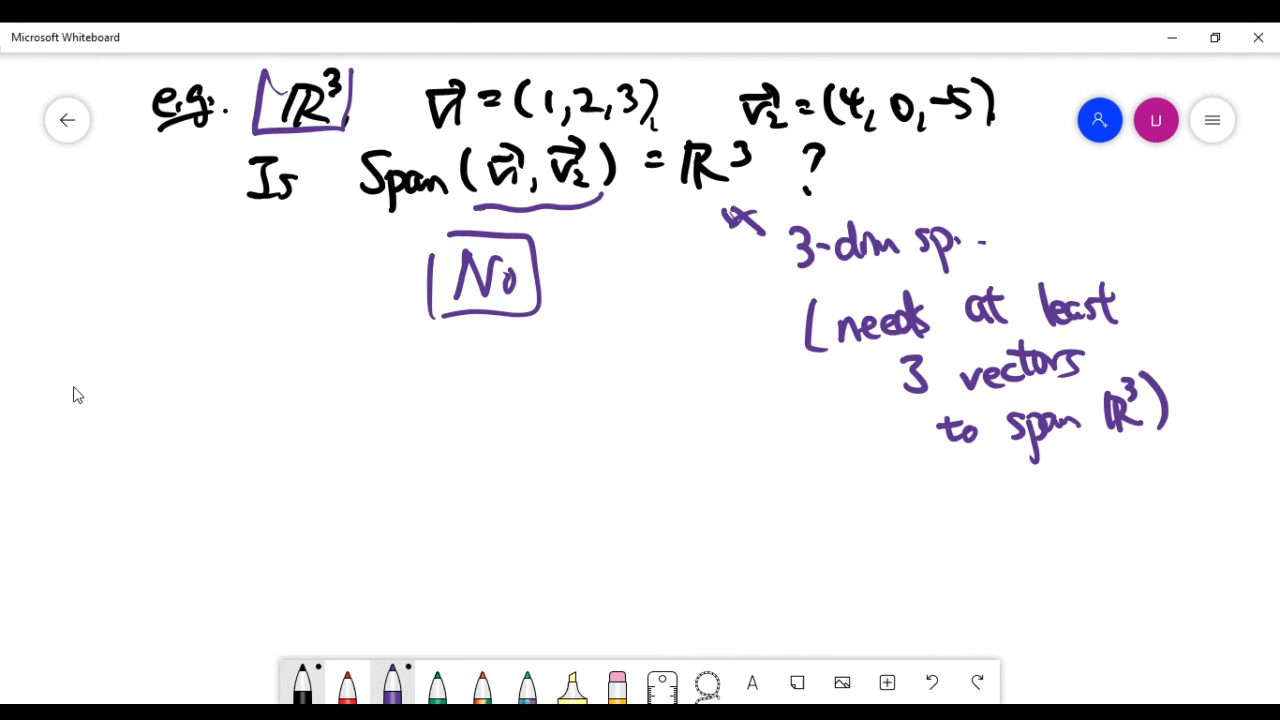 Microsoft Whiteboard
e.g. ℝ³ v⃗₁ = (1, 2, 3), v⃗₂ = (4, 0, -5).
Is Span (v⃗₁, v⃗₂) = ℝ³ ?
No
3-dim sp.
(needs at least
3 vectors
to span ℝ³)
U
A